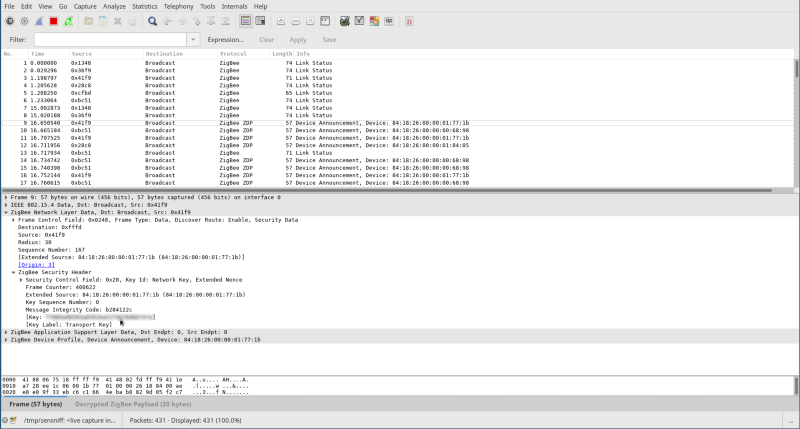 File Edit View Go Capture Analyze Statistics Telephony Tools Internals Help
Filter: Expression... Clear Apply Save
No. Time Source Destination Protocol Length Info
1 0.000000 0x1348 Broadcast ZigBee 74 Link Status
2 0.029296 0x36f9 Broadcast ZigBee 74 Link Status
3 1.198797 0x41f9 Broadcast ZigBee 71 Link Status
4 1.205628 0x28c8 Broadcast ZigBee 74 Link Status
5 1.208250 0xcfbd Broadcast ZigBee 65 Link Status
6 1.233064 0xbc51 Broadcast ZigBee 74 Link Status
7 15.002873 0x1348 Broadcast ZigBee 74 Link Status
8 15.020188 0x36f9 Broadcast ZigBee 74 Link Status
9 16.650540 0x41f9 Broadcast ZigBee ZDP 57 Device Announcement, Device: 84:18:26:00:00:01:77:1b
10 16.665184 0xbc51 Broadcast ZigBee ZDP 57 Device Announcement, Device: 84:18:26:00:00:00:68:98
11 16.707525 0x41f9 Broadcast ZigBee ZDP 57 Device Announcement, Device: 84:18:26:00:00:01:77:1b
12 16.711956 0x28c8 Broadcast ZigBee ZDP 57 Device Announcement, Device: 84:18:26:00:00:01:84:05
13 16.717934 0xbc51 Broadcast ZigBee 71 Link Status
14 16.734742 0xbc51 Broadcast ZigBee ZDP 57 Device Announcement, Device: 84:18:26:00:00:00:68:98
15 16.740398 0xbc51 Broadcast ZigBee ZDP 57 Device Announcement, Device: 84:18:26:00:00:00:68:98
16 16.752144 0x41f9 Broadcast ZigBee ZDP 57 Device Announcement, Device: 84:18:26:00:00:01:77:1b
17 16.760615 0xbc51 Broadcast ZigBee ZDP 57 Device Announcement, Device: 84:18:26:00:00:00:68:98
Frame 9: 57 bytes on wire (456 bits), 57 bytes captured (456 bits) on interface 0
IEEE 802.15.4 Data, Dst: Broadcast, Src: 0x41f9
ZigBee Network Layer Data, Dst: Broadcast, Src: 0x41f9
Frame Control Field: 0x0248, Frame Type: Data, Discover Route: Enable, Security Data
Destination: 0xfffd
Source: 0x41f9
Radius: 30
Sequence Number: 167
[Extended Source: 84:18:26:00:00:01:77:1b (84:18:26:00:00:01:77:1b)]
[Origin: 3]
ZigBee Security Header
Security Control Field: 0x28, Key Id: Network Key, Extended Nonce
Frame Counter: 400622
Extended Source: 84:18:26:00:00:01:77:1b (84:18:26:00:00:01:77:1b)
Key Sequence Number: 0
Message Integrity Code: b284122c
[Key: ]
[Key Label: Transport Key]
ZigBee Application Support Layer Data, Dst Endpt: 0, Src Endpt: 0
ZigBee Device Profile, Device Announcement, Device: 84:18:26:00:00:01:77:1b
0000 41 88 06 75 18 ff ff f9 41 48 02 fd ff f9 41 1e A..u.... AH....A.
0010 a7 28 ee 1c 06 00 1b 77 01 00 00 26 18 84 00 ae .(.....w ...&....
0020 e8 e0 9f 33 eb c6 c1 66 4e ba b8 82 9d 05 f2 c7 ...3...f N.......
Frame (57 bytes) Decrypted ZigBee Payload (20 bytes)
/tmp/sensniff: <live capture in... Packets: 431 · Displayed: 431 (100.0%) ...